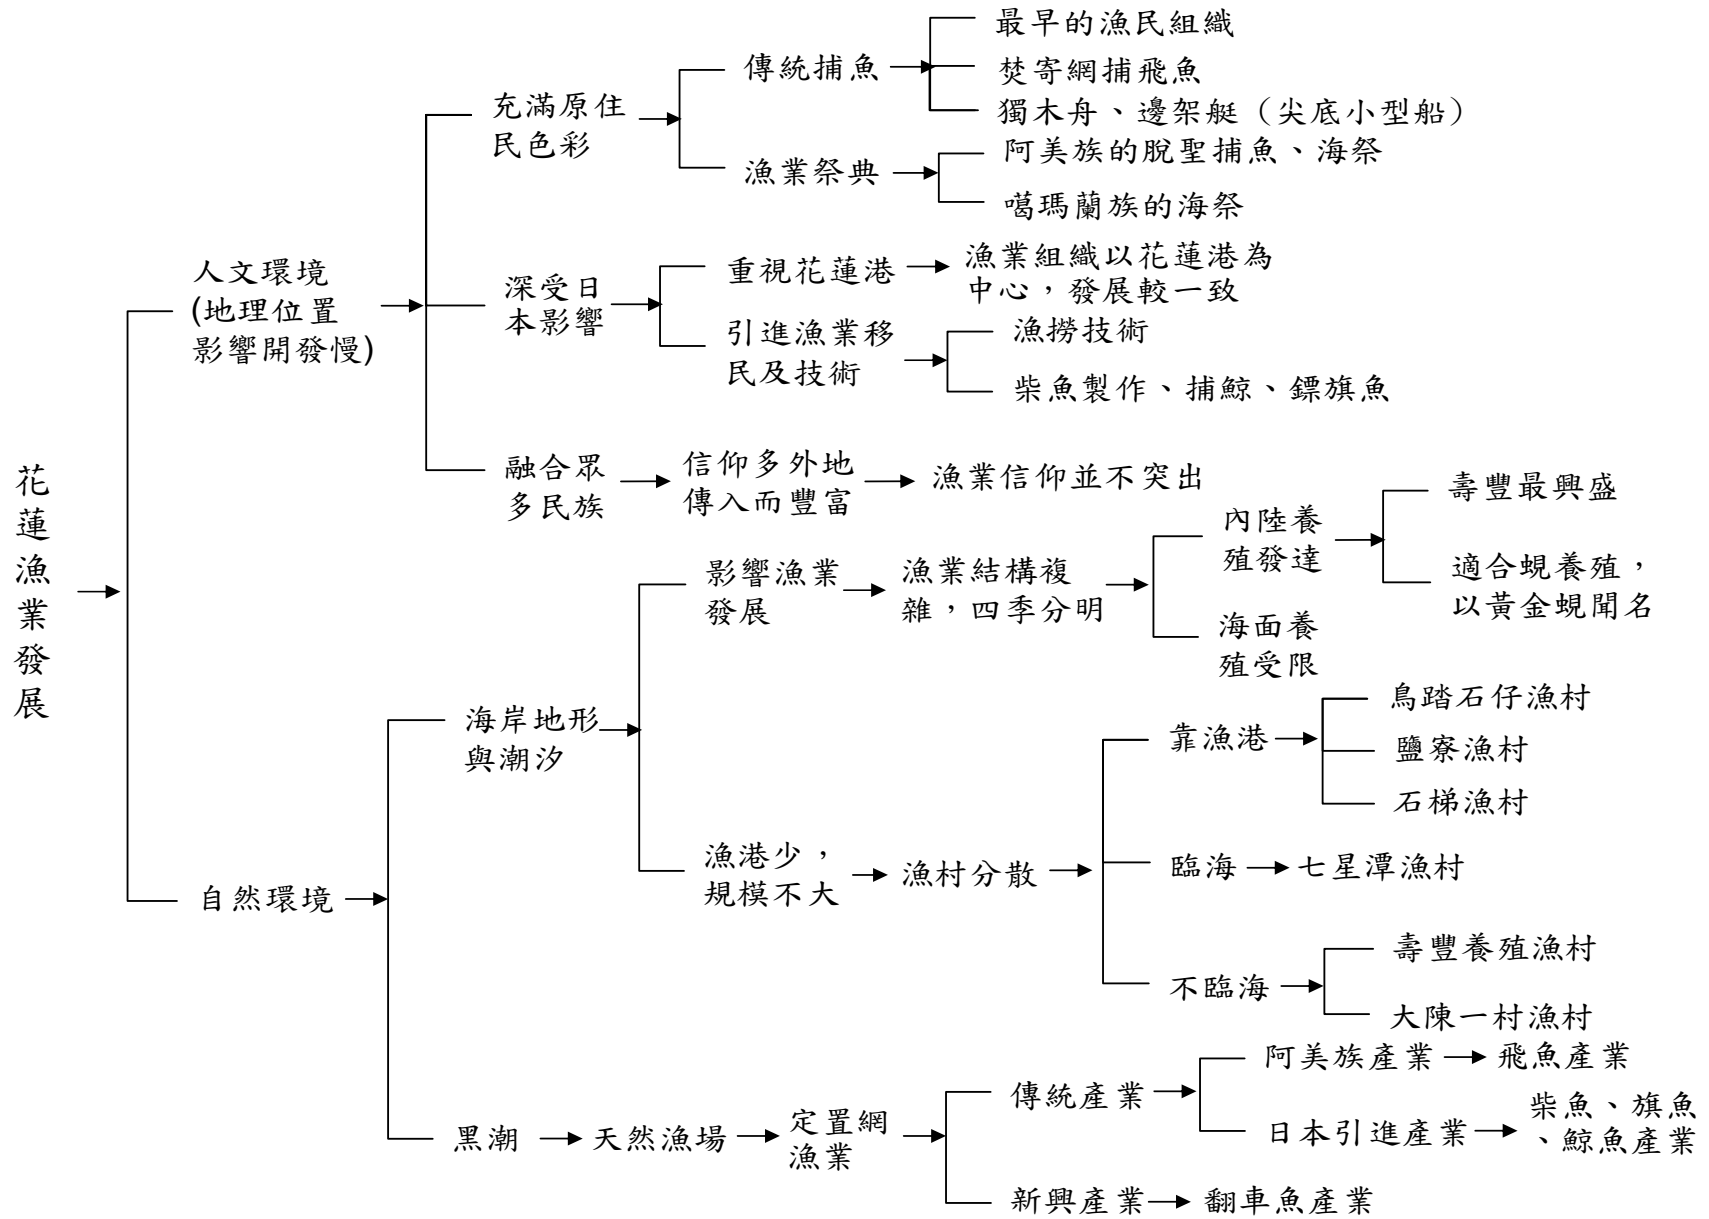 花蓮漁業發展
人文環境
(地理位置
影響開發慢)
充滿原住
民色彩
傳統捕魚
最早的漁民組織
焚寄網捕飛魚
獨木舟、邊架艇（尖底小型船）
漁業祭典
阿美族的脫聖捕魚、海祭
噶瑪蘭族的海祭
深受日
本影響
重視花蓮港
漁業組織以花蓮港為
中心，發展較一致
引進漁業移
民及技術
漁撈技術
柴魚製作、捕鯨、鏢旗魚
融合眾
多民族
信仰多外地
傳入而豐富
漁業信仰並不突出
自然環境
海岸地形
與潮汐
影響漁業
發展
漁業結構複
雜，四季分明
內陸養
殖發達
壽豐最興盛
適合蜆養殖，
以黃金蜆聞名
海面養
殖受限
漁港少，
規模不大
漁村分散
靠漁港
鳥踏石仔漁村
鹽寮漁村
石梯漁村
臨海
七星潭漁村
不臨海
壽豐養殖漁村
大陳一村漁村
黑潮
天然漁場
定置網
漁業
傳統產業
阿美族產業
飛魚產業
日本引進產業
柴魚、旗魚
、鯨魚產業
新興產業
翻車魚產業